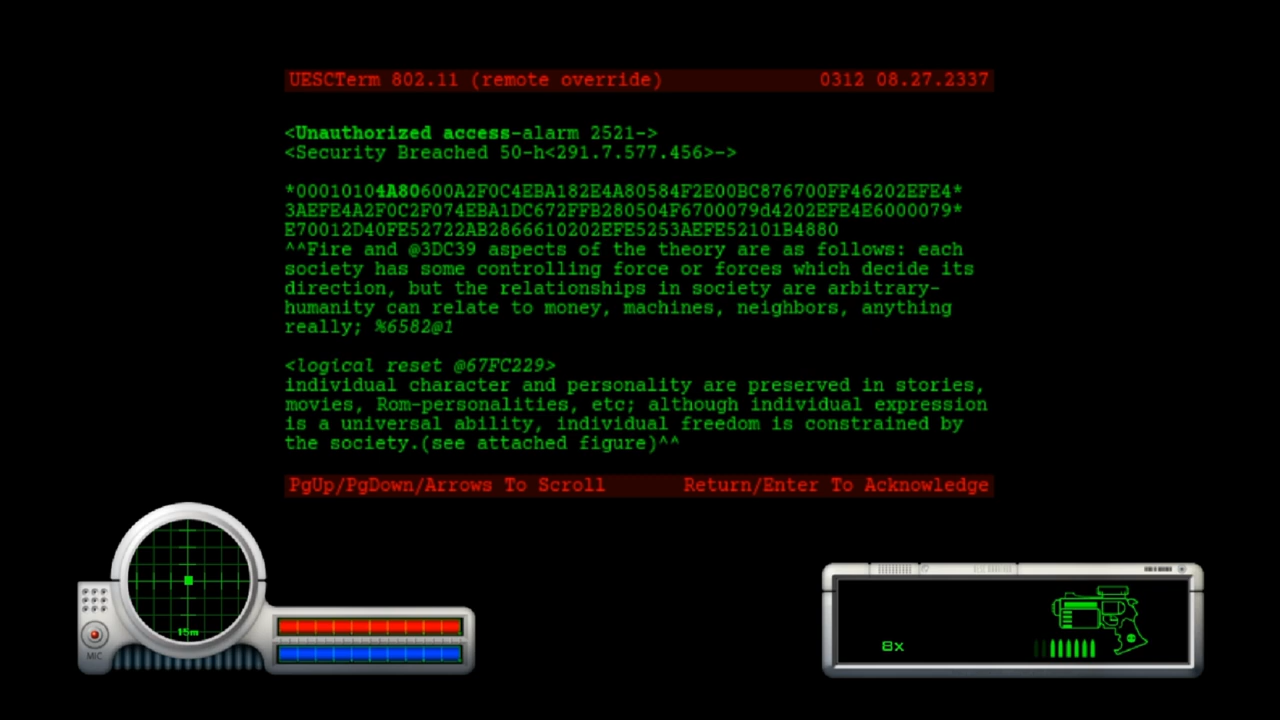 UESCTerm 802.11 (remote override) 0312 08.27.2337
<Unauthorized access-alarm 2521->
<Security Breached 50-h<291.7.577.456>->
*000101044A80600A2F0C4EBA182E4A80584F2E00BC876700FF46202EFE4*
3AEFE4A2F0C2F074EBA1DC672FFB280504F6700079d4202EFE4E6000079*
E70012D40FE52722AB2866610202EFE5253AEFE52101B4880
^^Fire and @3DC39 aspects of the theory are as follows: each
society has some controlling force or forces which decide its
direction, but the relationships in society are arbitrary-
humanity can relate to money, machines, neighbors, anything
really; %6582@1
<logical reset @67FC229>
individual character and personality are preserved in stories,
movies, Rom-personalities, etc; although individual expression
is a universal ability, individual freedom is constrained by
the society.(see attached figure)^^
PgUp/PgDown/Arrows To Scroll Return/Enter To Acknowledge
15m
MIC
8x